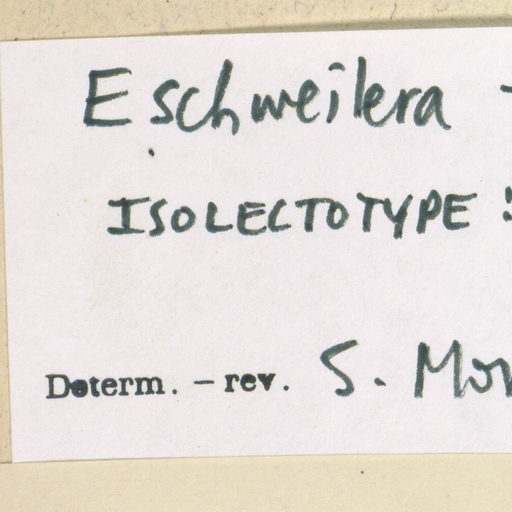 Eschweilera
ISOLECTOTYPE
Determ. – rev. S. Mor